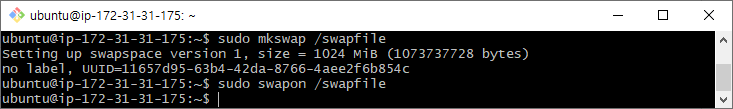 ubuntu@ip-172-31-31-175: ~
ubuntu@ip-172-31-31-175:~$ sudo mkswap /swapfile
Setting up swapspace version 1, size = 1024 MiB (1073737728 bytes)
no label, UUID=11657d95-63b4-42da-8766-4aee2f6b854c
ubuntu@ip-172-31-31-175:~$ sudo swapon /swapfile
ubuntu@ip-172-31-31-175:~$